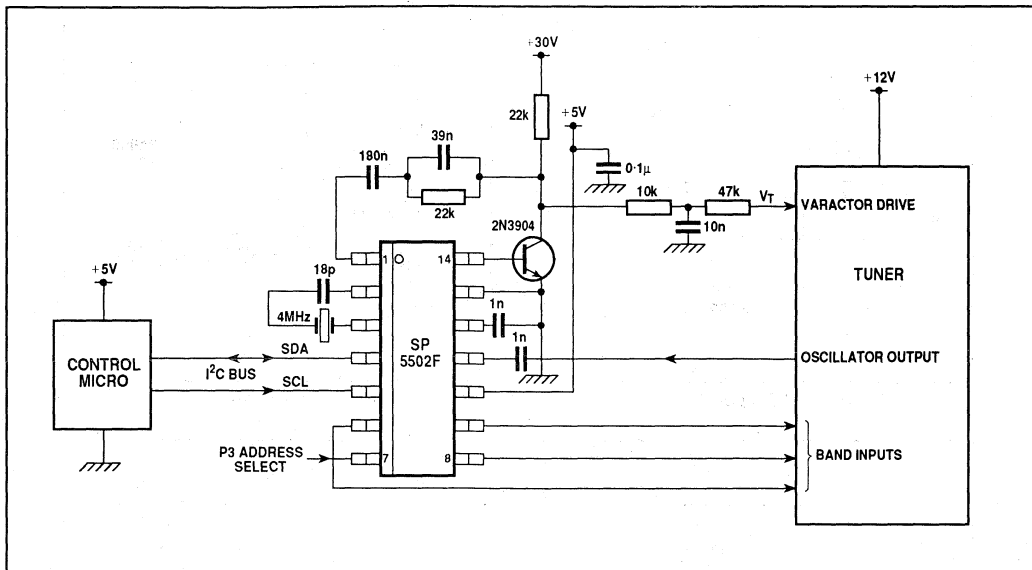 +30V
+12V
22k
+5V
39n
180n
0·1µ
22k
10k
47k
VT
VARACTOR DRIVE
10n
2N3904
TUNER
1
14
18p
+5V
1n
4MHz
1n
SP
5502F
CONTROL
MICRO
SDA
I2C BUS
SCL
OSCILLATOR OUTPUT
P3 ADDRESS
SELECT
7
8
BAND INPUTS